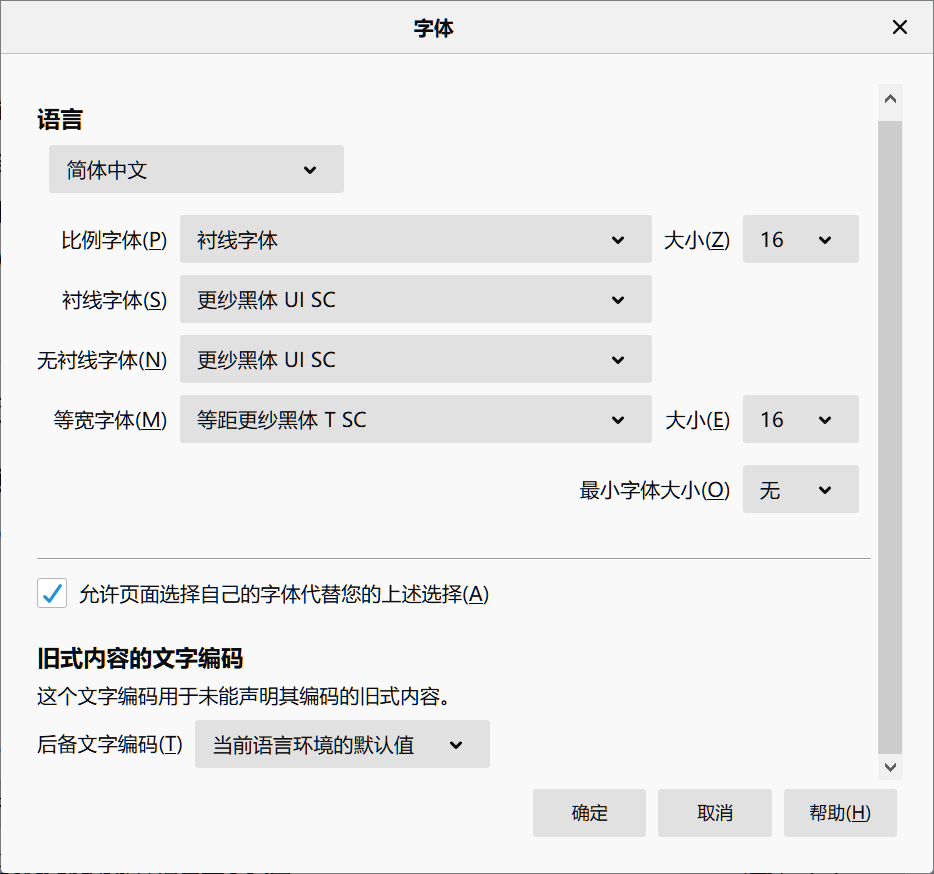 字体
语言
简体中文
比例字体(P) 衬线字体 大小(Z) 16
衬线字体(S) 更纱黑体 UI SC
无衬线字体(N) 更纱黑体 UI SC
等宽字体(M) 等距更纱黑体 T SC 大小(E) 16
最小字体大小(O) 无
允许页面选择自己的字体代替您的上述选择(A)
旧式内容的文字编码
这个文字编码用于未能声明其编码的旧式内容。
后备文字编码(T) 当前语言环境的默认值
确定 取消 帮助(H)